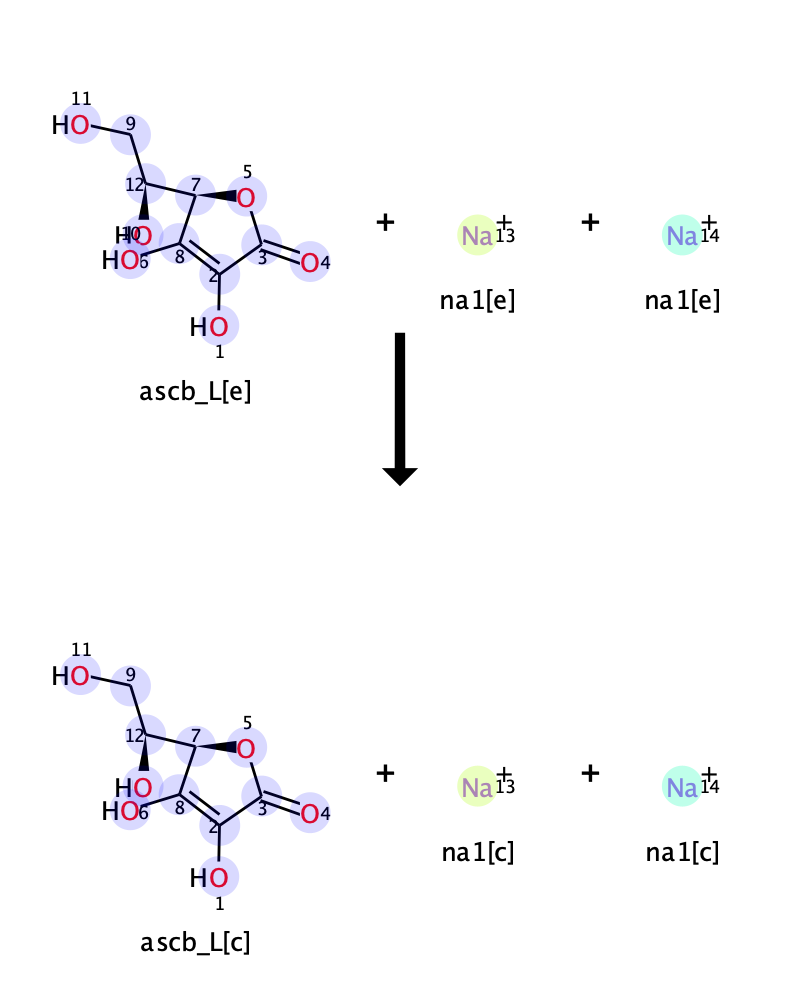 11
HO
9
12
7
5
O
HO
10
HO
6
8
2
3
O
4
HO
1
+
Na
+
13
+
Na
+
14
na1[e]
na1[e]
ascb_L[e]
11
HO
9
12
7
5
O
HO
HO
6
8
2
3
O
4
HO
1
+
Na
+
13
+
Na
+
14
na1[c]
na1[c]
ascb_L[c]